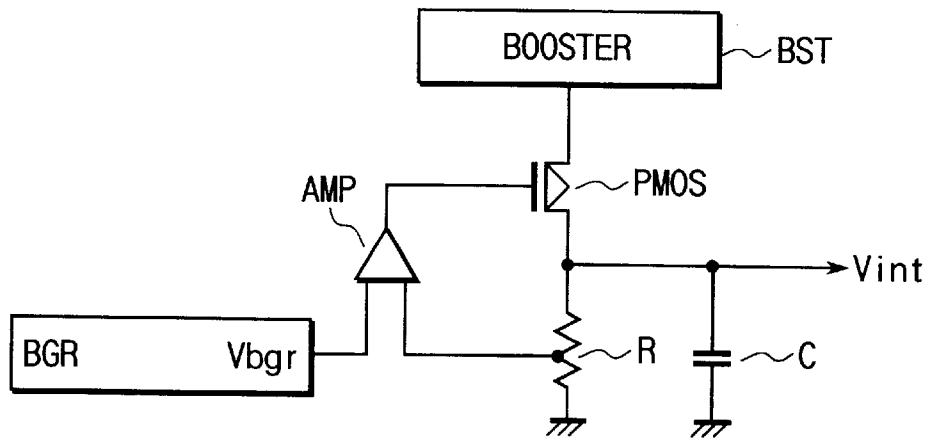 BOOSTER
BST
AMP
PMOS
Vint
BGR
Vbgr
R
C